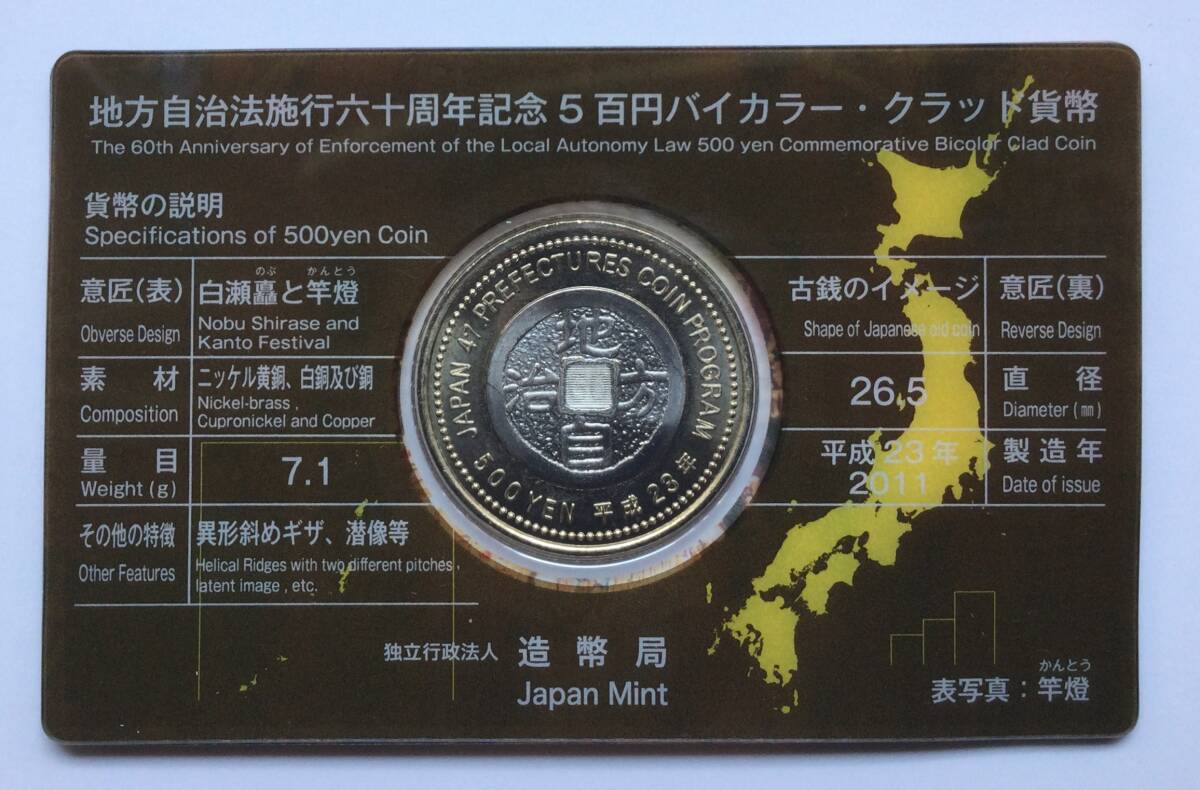 地方自治法施行六十周年記念5百円バイカラー・クラッド貨幣
The 60th Anniversary of Enforcement of the Local Autonomy Law 500 yen Commemorative Bicolor Clad Coin
貨幣の説明
Specifications of 500yen Coin
意匠(表)
Obverse Design
のぶ かんとう
白瀬矗と竿燈
Nobu Shirase and
Kanto Festival
素材
Composition
ニッケル黄銅、白銅及び銅
Nickel-brass ,
Cupronickel and Copper
量目
Weight (g)
7.1
その他の特徴
Other Features
異形斜めギザ、潜像等
Helical Ridges with two different pitches ,
latent image , etc.
JAPAN 47 PREFECTURES COIN PROGRAM
地方自治
500 YEN 平成23年
古銭のイメージ
Shape of Japanese old coin
意匠(裏)
Reverse Design
26.5
直径
Diameter (㎜)
平成23年
2011
製造年
Date of issue
独立行政法人 造幣局
Japan Mint
かんとう
表写真:竿燈